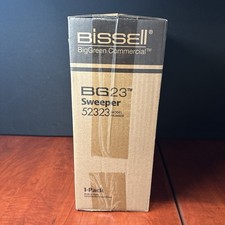 BISSELL
BigGreen Commercial™
BG23™
Sweeper
52323
1-Pack